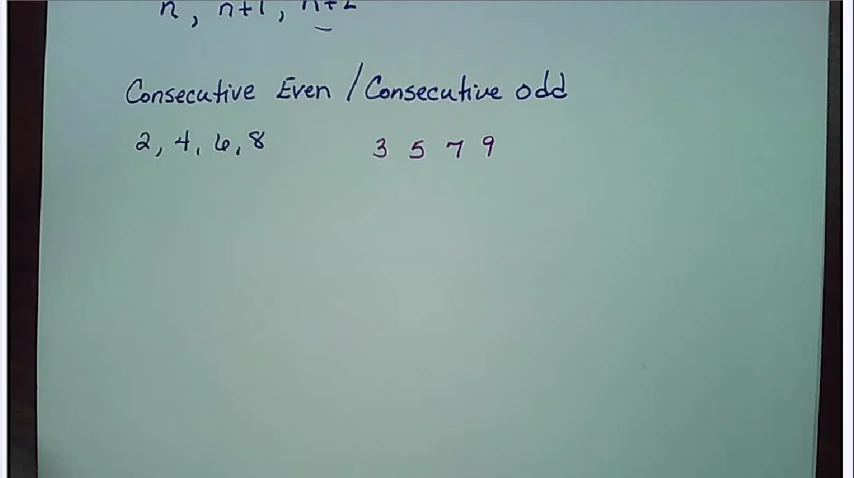 n, n+1, n+2
Consecutive Even / Consecutive odd
2, 4, 6, 8 3 5 7 9